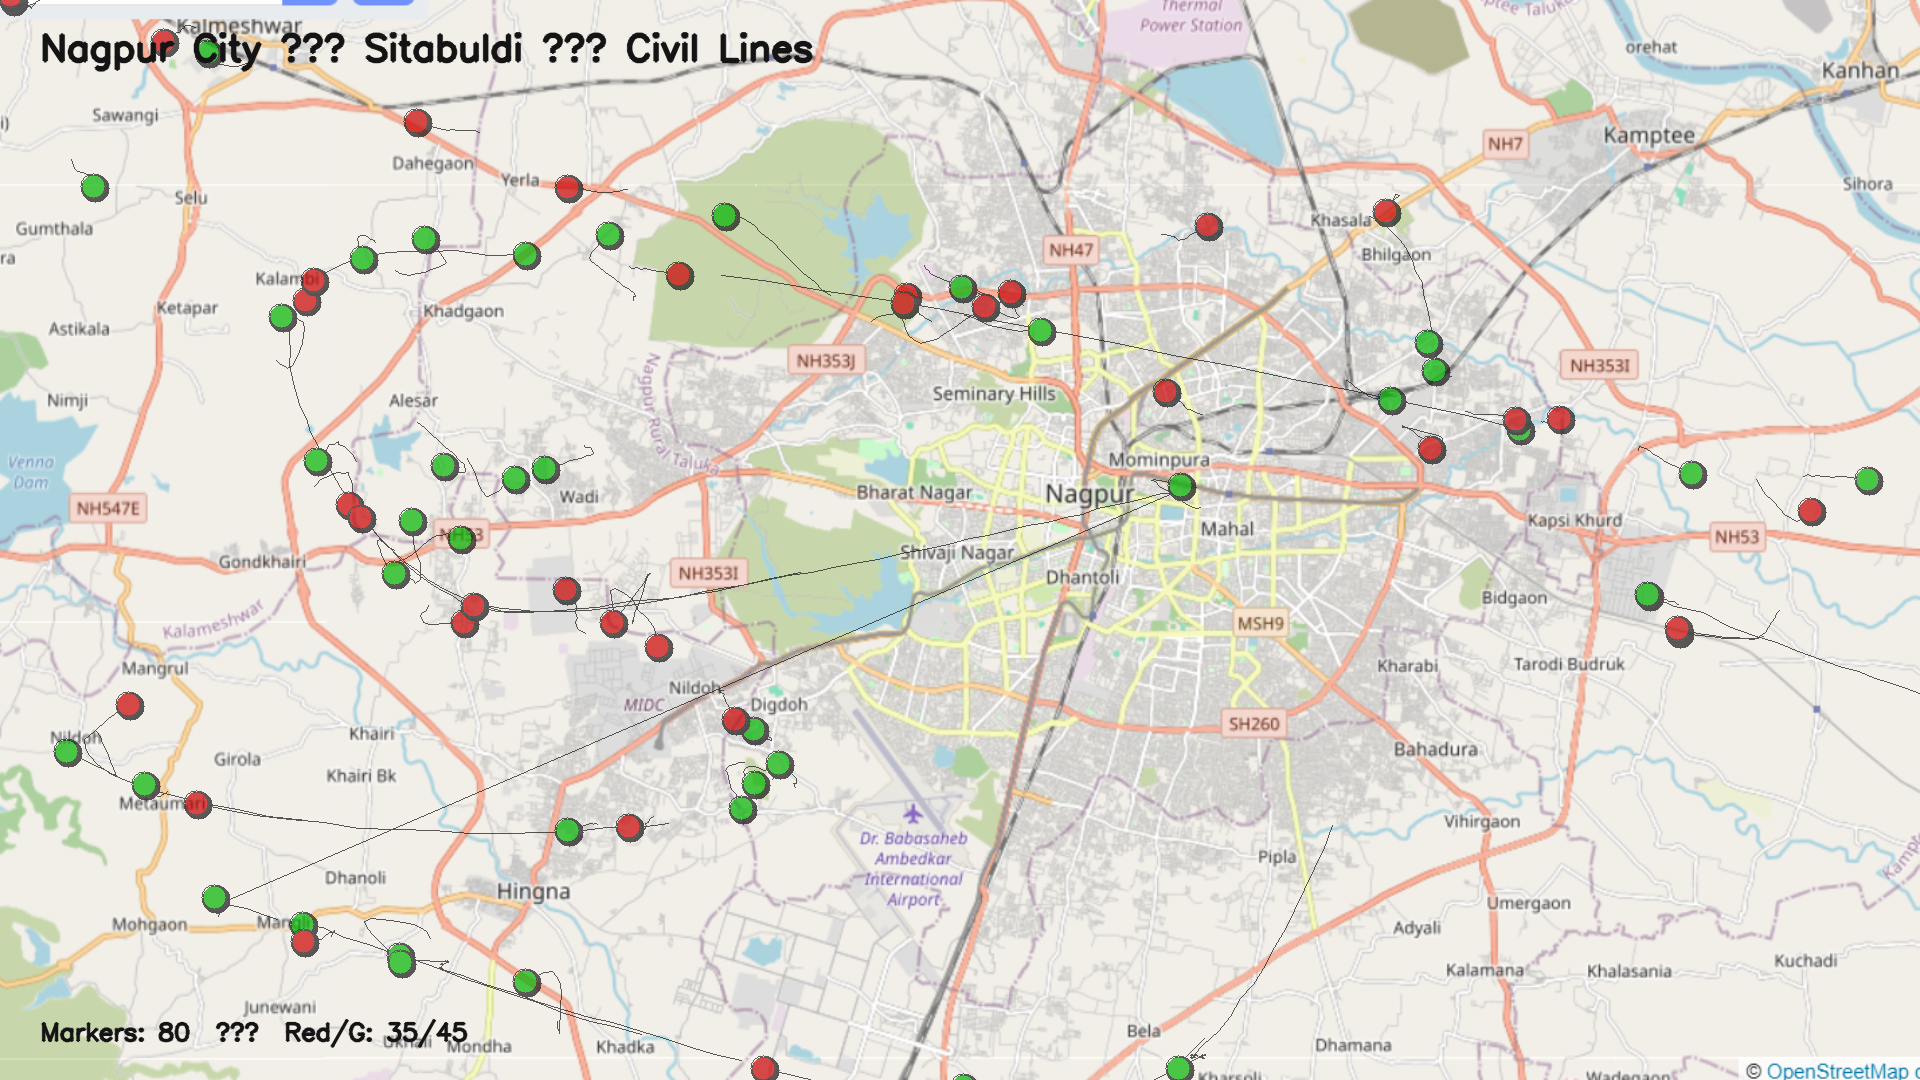 Kalmeshwar
Nagpur City ??? Sitabuldi ??? Civil Lines
Thermal
Power Station
orehat
Kanhan
Sawangi
NH7
Kamptee
Dahegaon
Yerla
Selu
Sihora
Gumthala
Khasala
ra
NH47
Bhilgaon
Ketapar
Khadgaon
Astikala
NH353J
NH353I
Seminary Hills
Nimji
Alesar
Nagpur Rural Taluka
Venna
Dam
Mominpura
Wadi
Bharat Nagar
Nagpur
NH547E
Mahal
Kapsi Khurd
NH53
Gondkhairi
Shivaji Nagar
NH353I
Dhantoli
Bidgaon
Kalameshwar
MSH9
Mangrul
Kharabi
Tarodi Budruk
Nildoh
MIDC
Digdoh
SH260
Nildoh
Khairi
Bahadura
Girola
Khairi Bk
Metaumari
Vihirgaon
Dr. Babasaheb
Ambedkar
International
Airport
Pipla
Dhanoli
Hingna
Umergaon
Mohgaon
Adyali
Kalamana
Khalasania
Kuchadi
Junewani
Markers: 80 ??? Red/G: 35/45
Mondha
Khadka
Bela
Dhamana
Kharsoli
Wadegaon
© OpenStreetMap c